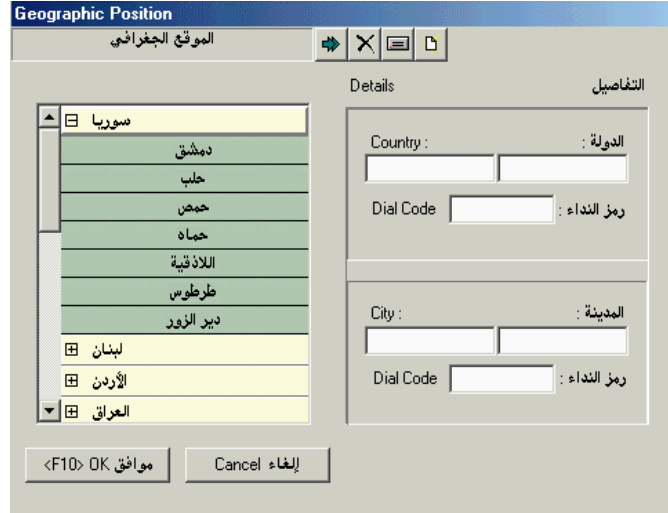 Geographic Position
الموقع الجغرافي
Details التفاصيل
سوريا
دمشق
حلب
حمص
حماه
اللاذقية
طرطوس
دير الزور
لبنان
الأردن
العراق
Country : الدولة :
Dial Code رمز النداء :
City : المدينة :
Dial Code رمز النداء :
<F10> OK موافق
Cancel إلغاء